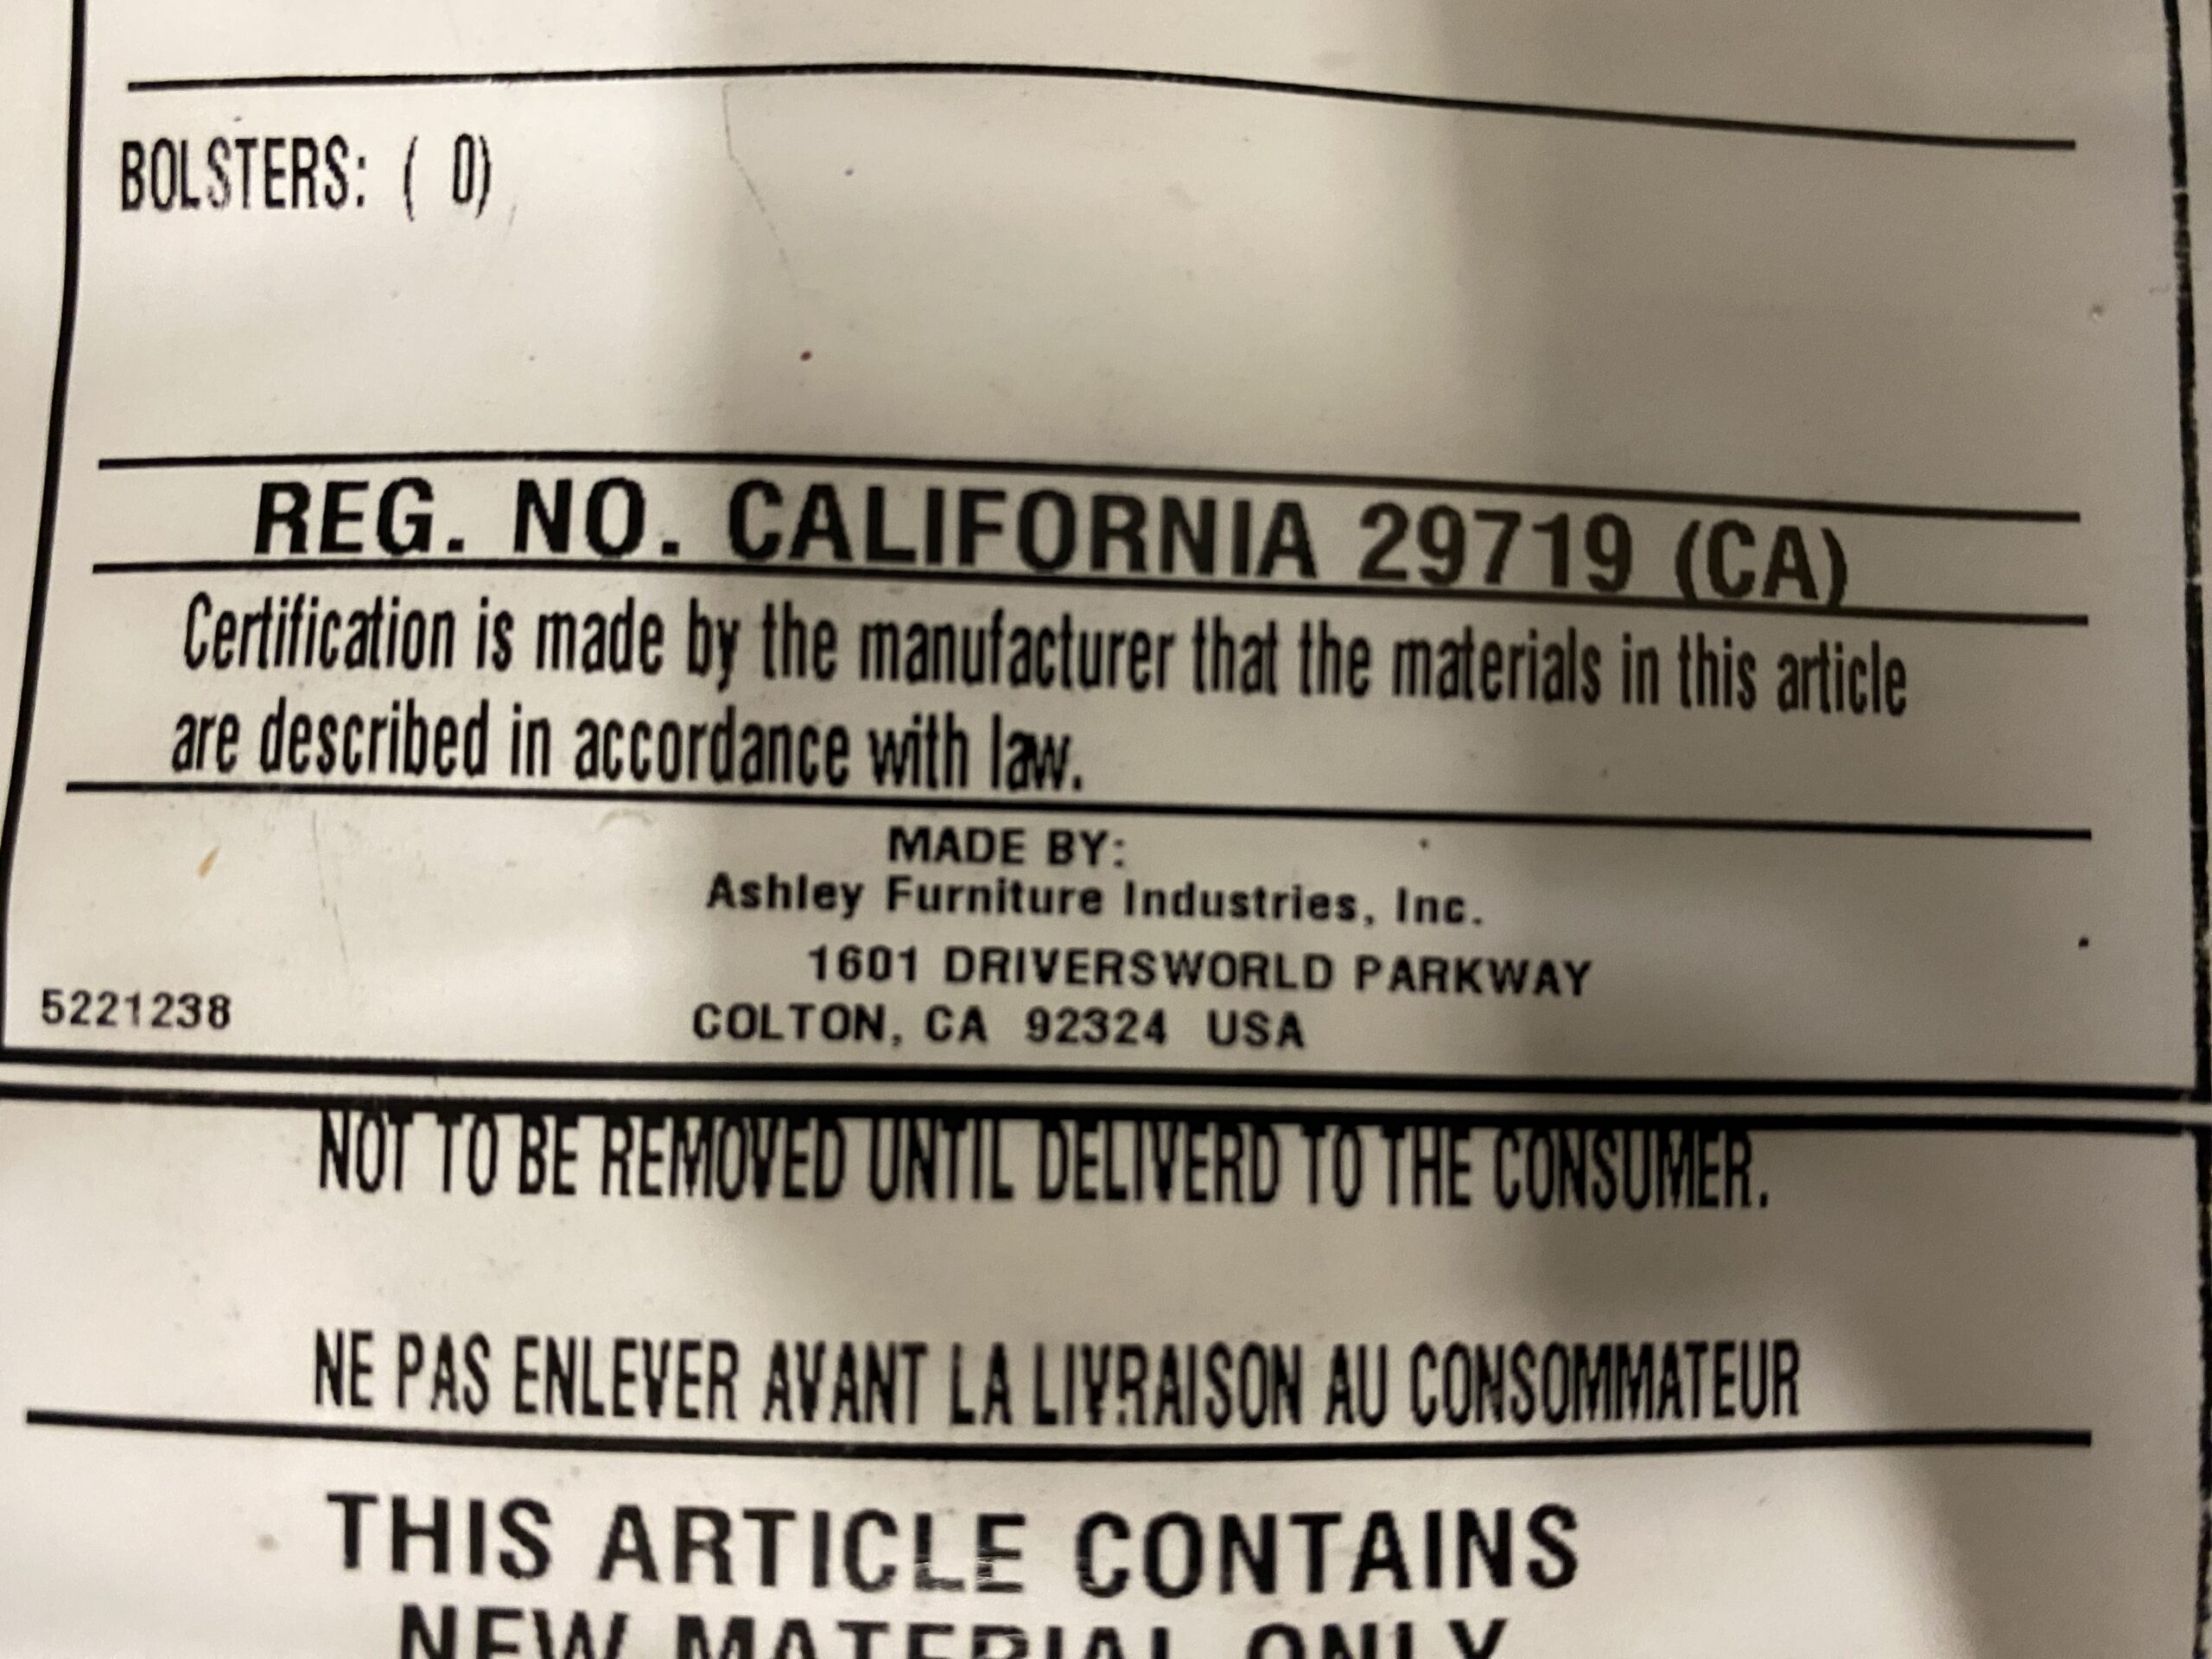 BOLSTERS: ( 0)
REG. NO. CALIFORNIA 29719 (CA)
Certification is made by the manufacturer that the materials in this article
are described in accordance with law.
MADE BY:
Ashley Furniture Industries, Inc.
1601 DRIVERSWORLD PARKWAY
COLTON, CA 92324 USA
5221238
NOT TO BE REMOVED UNTIL DELIVERD TO THE CONSUMER.
NE PAS ENLEVER AVANT LA LIVRAISON AU CONSOMMATEUR
THIS ARTICLE CONTAINS
NEW MATERIAL ONLY